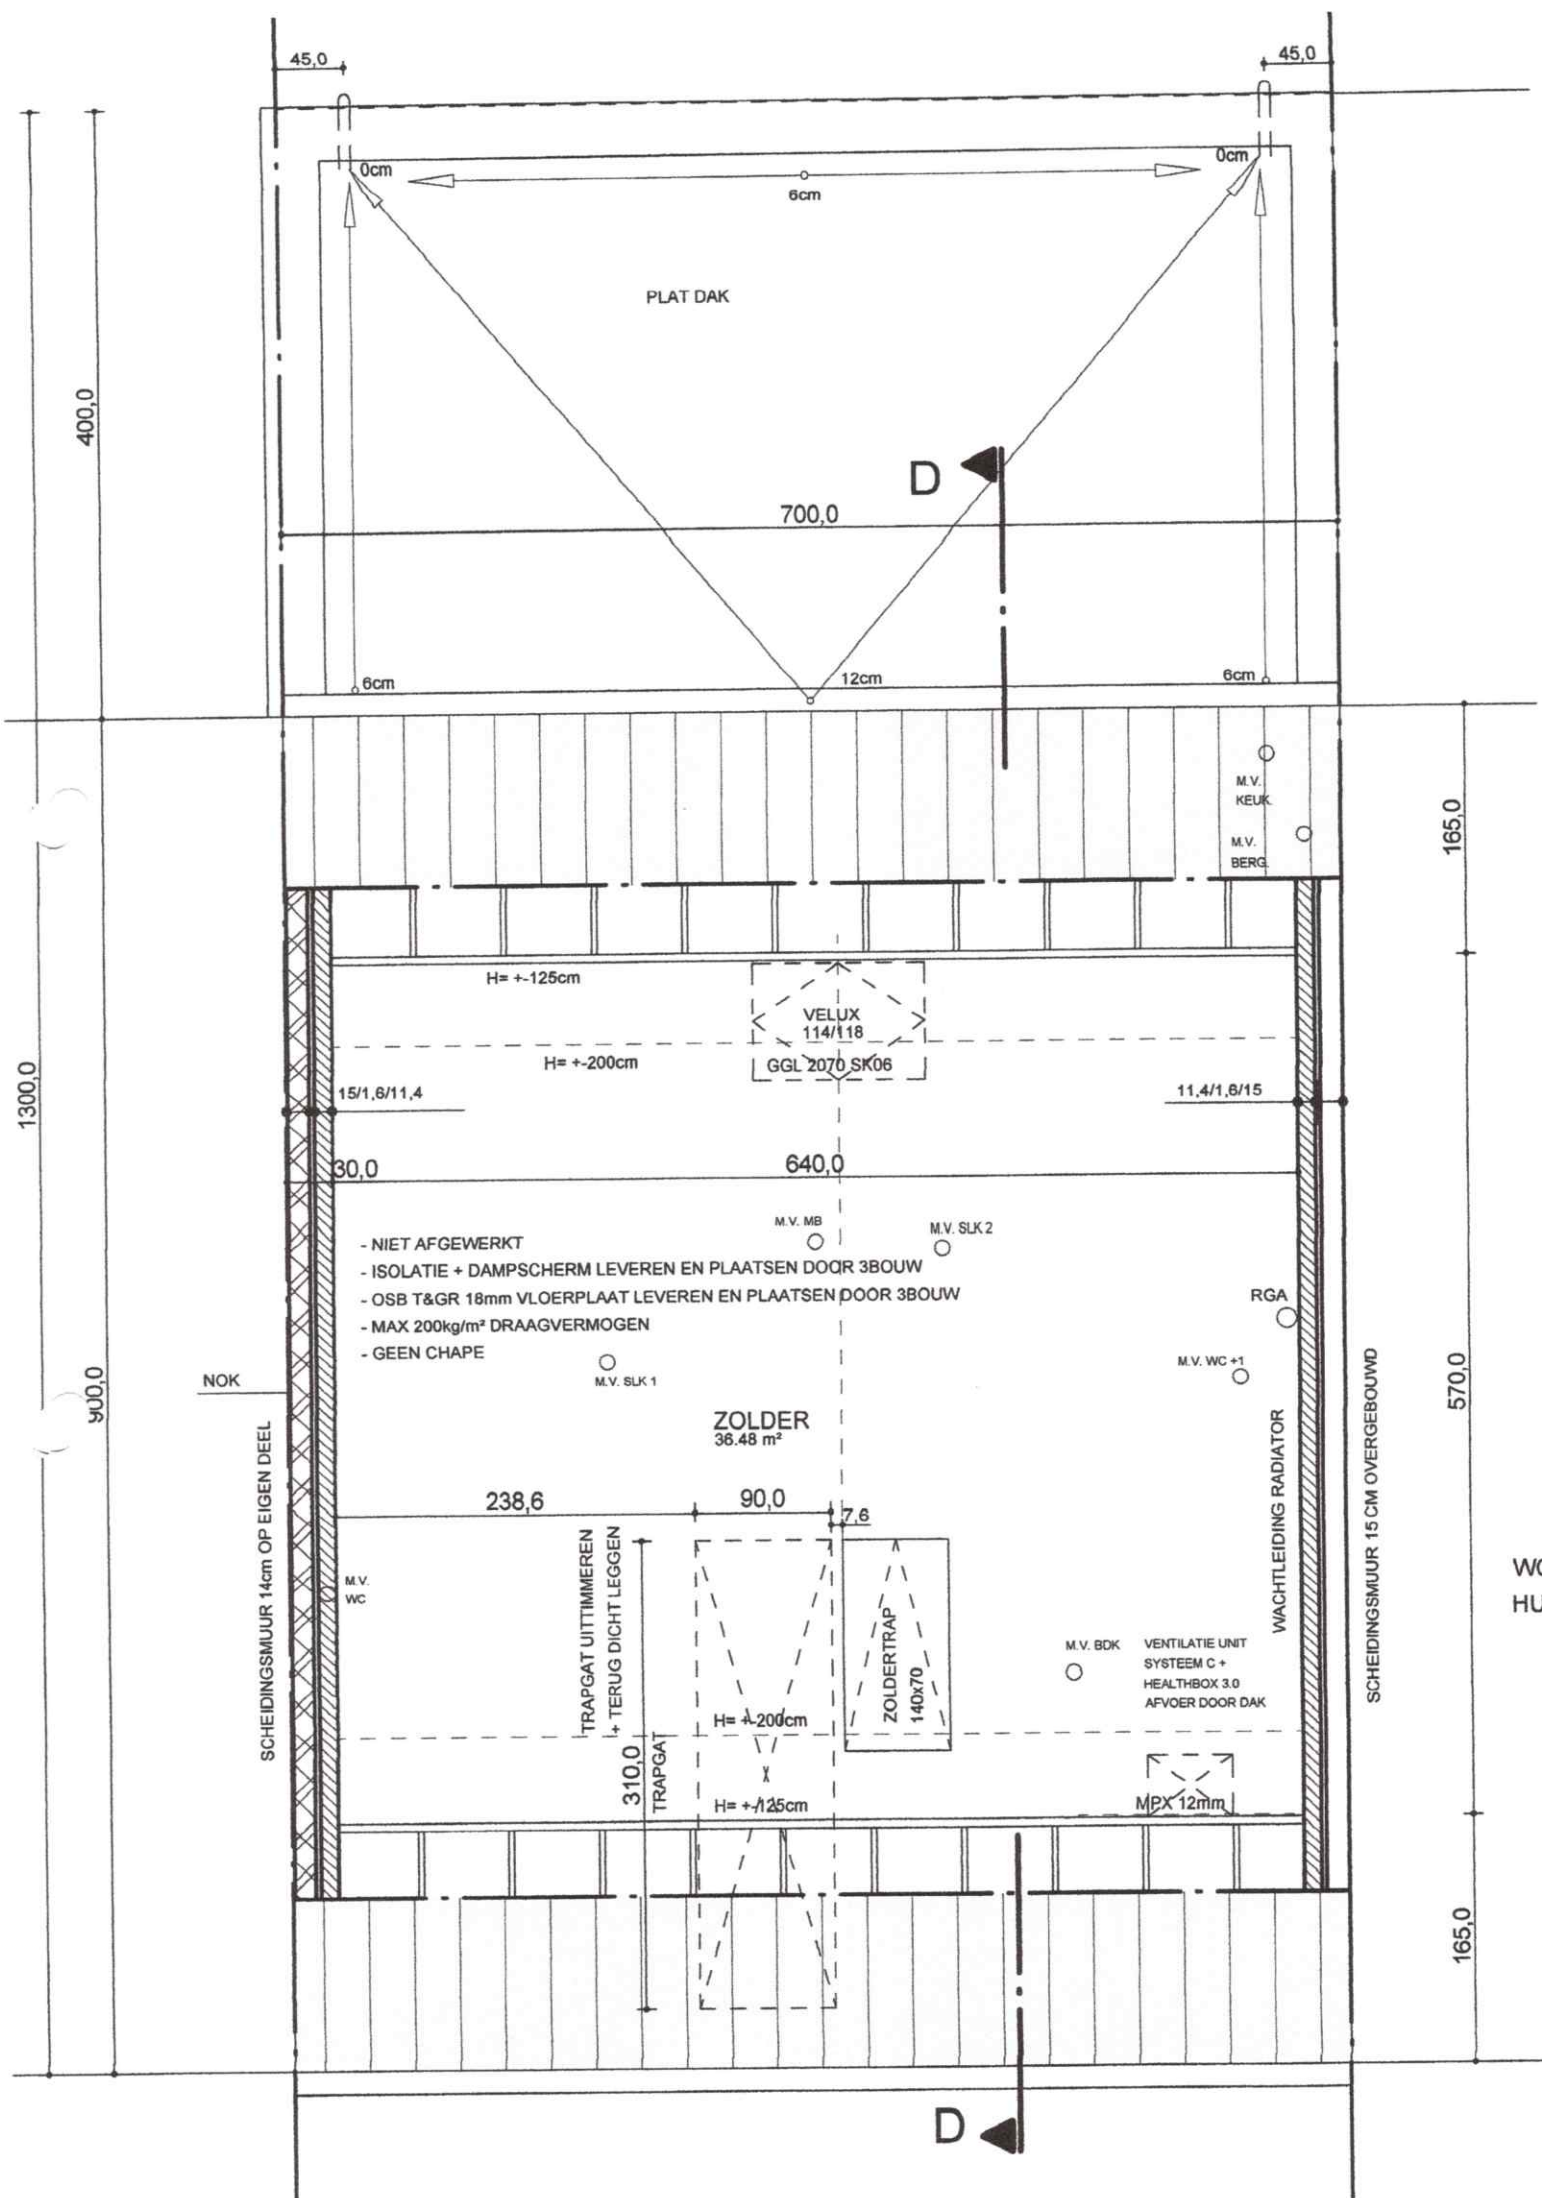 45,0
45,0
0cm
0cm
6cm
PLAT DAK
400,0
D
700,0
6cm
12cm
6cm
M.V.
KEUK.
165,0
M.V.
BERG.
H= +-125cm
VELUX
114/118
H= +-200cm
GGL 2070 SK06
1300,0
15/1,6/11,4
11,4/1,6/15
30,0
640,0
M.V. MB
M.V. SLK 2
- NIET AFGEWERKT
- ISOLATIE + DAMPSCHERM LEVEREN EN PLAATSEN DOOR 3BOUW
- OSB T&GR 18mm VLOERPLAAT LEVEREN EN PLAATSEN DOOR 3BOUW
- MAX 200kg/m² DRAAGVERMOGEN
- GEEN CHAPE
RGA
M.V. SLK 1
M.V. WC +1
NOK
900,0
570,0
ZOLDER
36.48 m²
SCHEIDINGSMUUR 14cm OP EIGEN DEEL
WACHTLEIDING RADIATOR
SCHEIDINGSMUUR 15 CM OVERGEBOUWD
238,6
90,0
7,6
TRAPGAT UITTIMMEREN
+ TERUG DICHT LEGGEN
M.V.
WC
WO
HU
ZOLDERTRAP
140x70
M.V. BDK
VENTILATIE UNIT
SYSTEEM C +
HEALTHBOX 3.0
AFVOER DOOR DAK
H= +-200cm
310,0
TRAPGAT
H= +-125cm
MPX 12mm
165,0
D